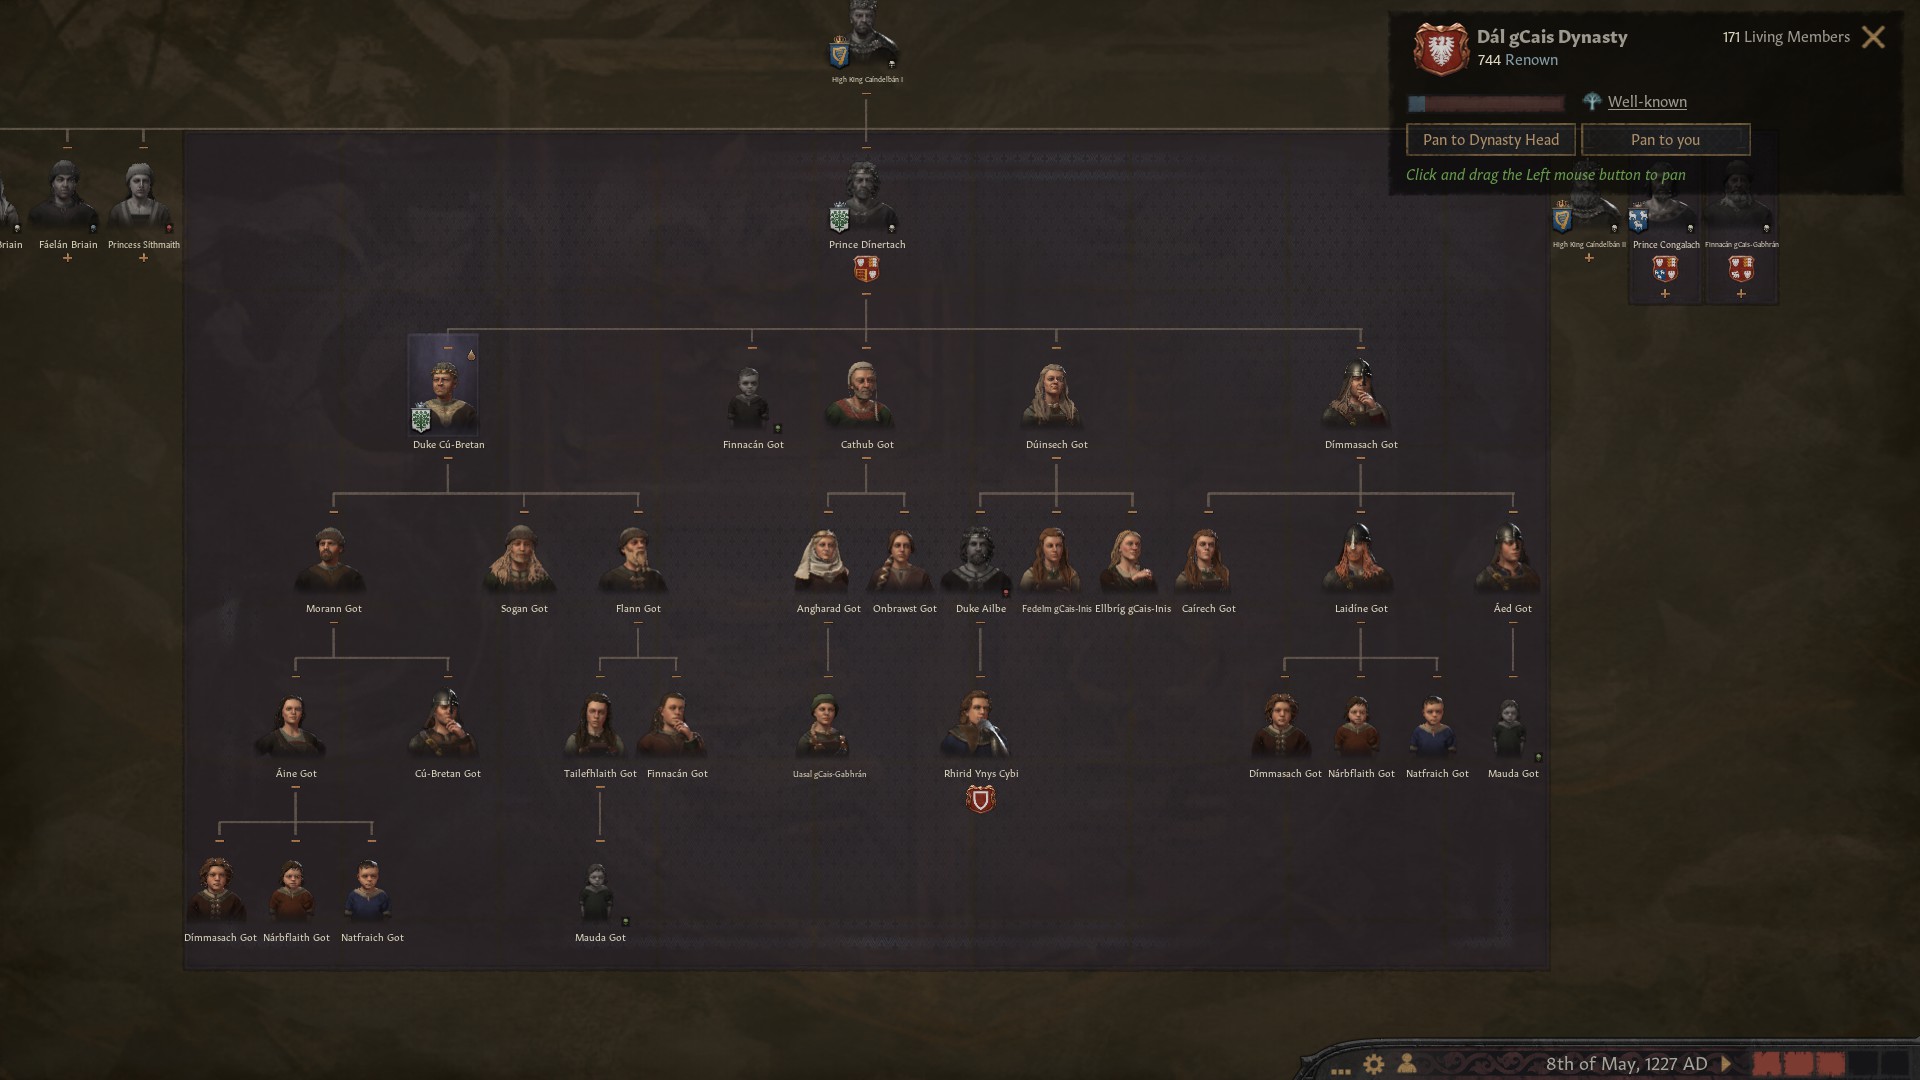 Dál gCais Dynasty
171 Living Members
744 Renown
Well-known
Pan to Dynasty Head
Pan to you
Click and drag the Left mouse button to pan
High King Caíndelbán I
Briain
Fáelán Briain
Princess Síthmaith
Prince Dínertach
High King Caíndelbán II
Prince Congalach
Finnacán gCais-Gabhrán
Duke Cú-Bretan
Finnacán Got
Cathub Got
Dúinsech Got
Dímmasach Got
Morann Got
Sogan Got
Flann Got
Angharad Got
Onbrawst Got
Duke Ailbe
Fedelm gCais-Inis
Ellbríg gCais-Inis
Caírech Got
Laidíne Got
Áed Got
Áine Got
Cú-Bretan Got
Tailefhlaith Got
Finnacán Got
Uasal gCais-Gabhrán
Rhirid Ynys Cybi
Dímmasach Got
Nárbflaith Got
Natfraich Got
Mauda Got
Dímmasach Got
Nárbflaith Got
Natfraich Got
Mauda Got
8th of May, 1227 AD